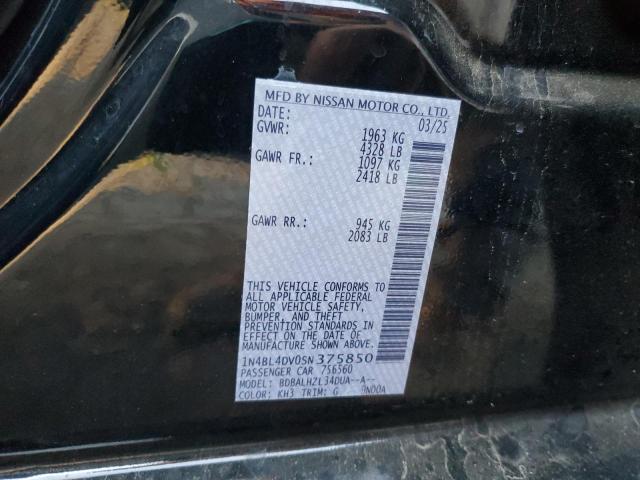 MFD BY NISSAN MOTOR CO., LTD.
DATE: 03/25
GVWR: 1963 KG
4328 LB
GAWR FR.: 1097 KG
2418 LB
GAWR RR.: 945 KG
2083 LB
THIS VEHICLE CONFORMS TO
ALL APPLICABLE FEDERAL
MOTOR VEHICLE SAFETY,
BUMPER, AND THEFT
PREVENTION STANDARDS IN
EFFECT ON THE DATE OF
MANUFACTURE SHOWN ABOVE.
1N4BL4DV0SN375850
PASSENGER CAR 756560
MODEL: BDBALHZL34DUA--A--
COLOR: KH3 TRIM: G